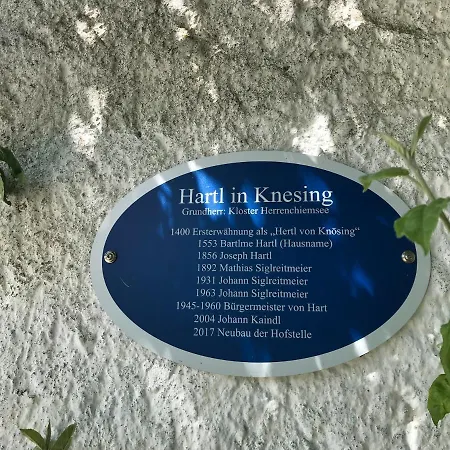 Hartl in Knesing
Grundherr: Kloster Herrenchiemsee
1400 Ersterwähnung als „Hertl von Knösing“
1553 Bartlme Hartl (Hausname)
1856 Joseph Hartl
1892 Mathias Siglreitmeier
1931 Johann Siglreitmeier
1963 Johann Siglreitmeier
1945-1960 Bürgermeister von Hart
2004 Johann Kaindl
2017 Neubau der Hofstelle